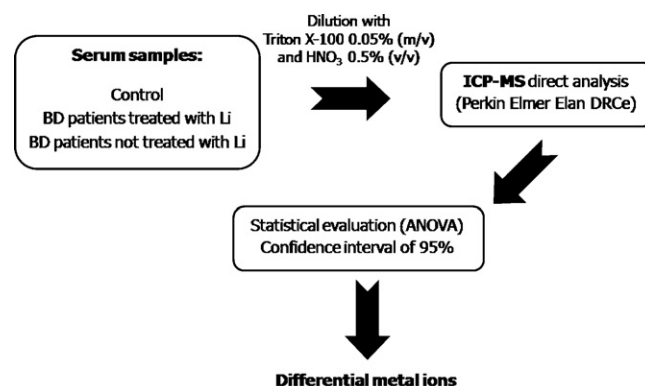 Dilution with
Triton X-100 0.05% (m/v)
and HNO₃ 0.5% (v/v)
Serum samples:
Control
BD patients treated with Li
BD patients not treated with Li
ICP-MS direct analysis
(Perkin Elmer Elan DRCe)
Statistical evaluation (ANOVA)
Confidence interval of 95%
Differential metal ions